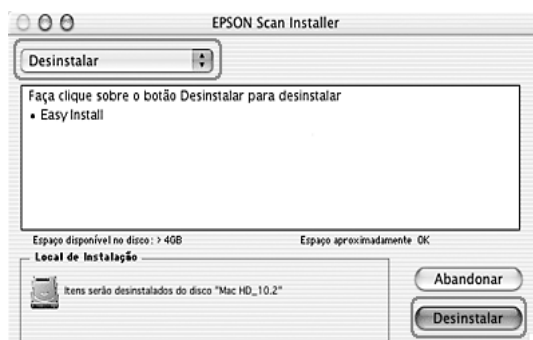 EPSON Scan Installer
Desinstalar
Faça clique sobre o botão Desinstalar para desinstalar
• Easy Install
Espaço disponível no disco: > 4GB
Espaço aproximadamente OK
Local de Instalação
Itens serão desinstalados do disco "Mac HD_10.2"
Abandonar
Desinstalar